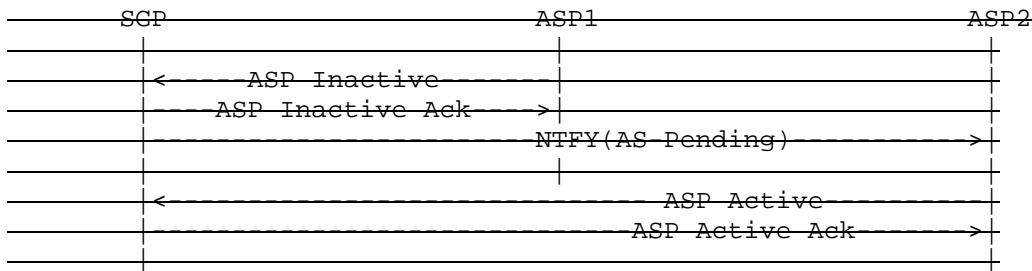 SGP ASP1 ASP2
| | |
|<-----ASP Inactive-------| |
|----ASP Inactive Ack---->| |
|------------------------NTFY(AS-Pending)----------->|
| | |
|<------------------------------ ASP Active----------|
|------------------------------ASP Active Ack------->|
| |